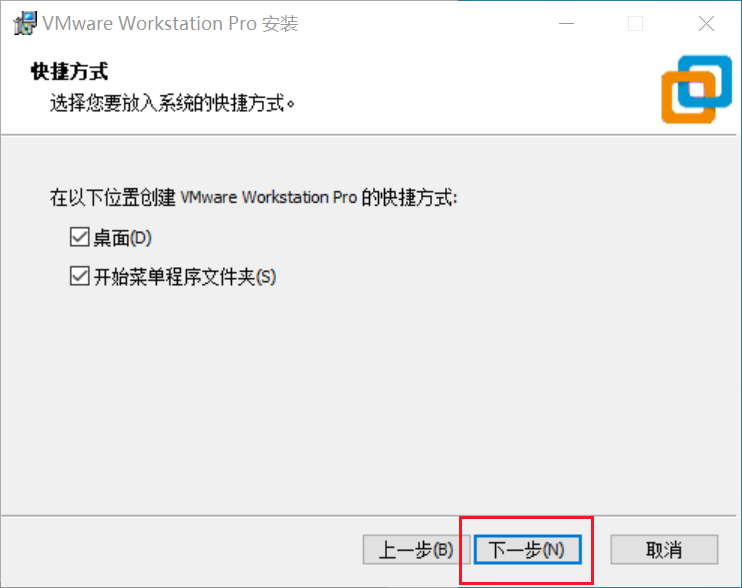 VMware Workstation Pro 安装
快捷方式
选择您要放入系统的快捷方式。
在以下位置创建 VMware Workstation Pro 的快捷方式:
桌面(D)
开始菜单程序文件夹(S)
上一步(B) 下一步(N) 取消